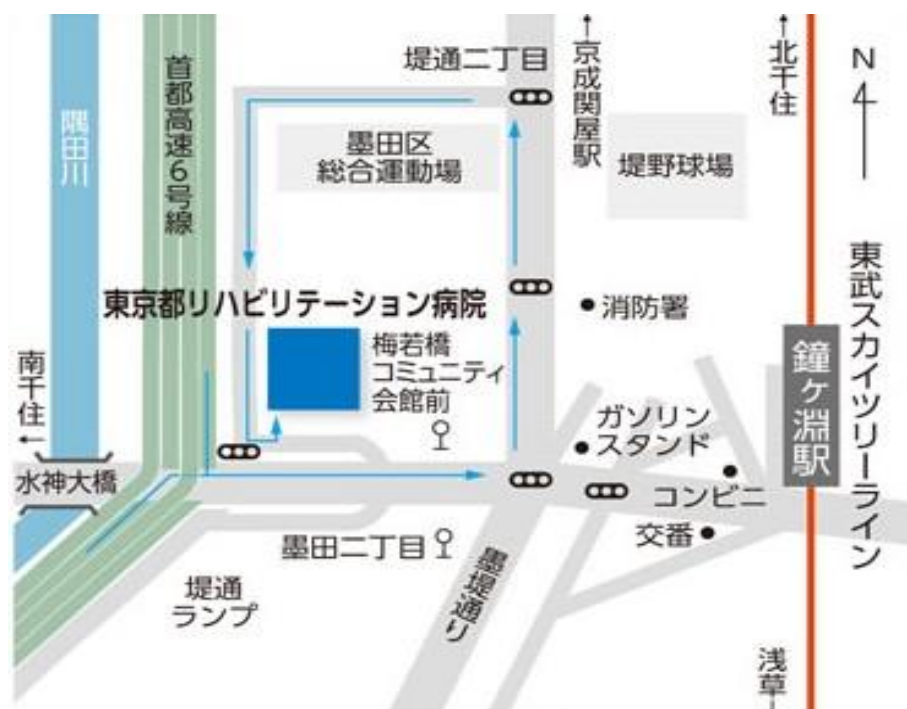 堤通二丁目
↑京成関屋駅
↑北千住
N
隅田川
首都高速6号線
墨田区
総合運動場
堤野球場
東京都リハビリテーション病院
消防署
東武スカイツリーライン
鐘ヶ淵駅
梅若橋
コミュニティ
会館前
南千住↓
ガソリン
スタンド
水神大橋
コンビニ
交番
墨田二丁目
墨堤通り
堤通
ランプ
浅草↓